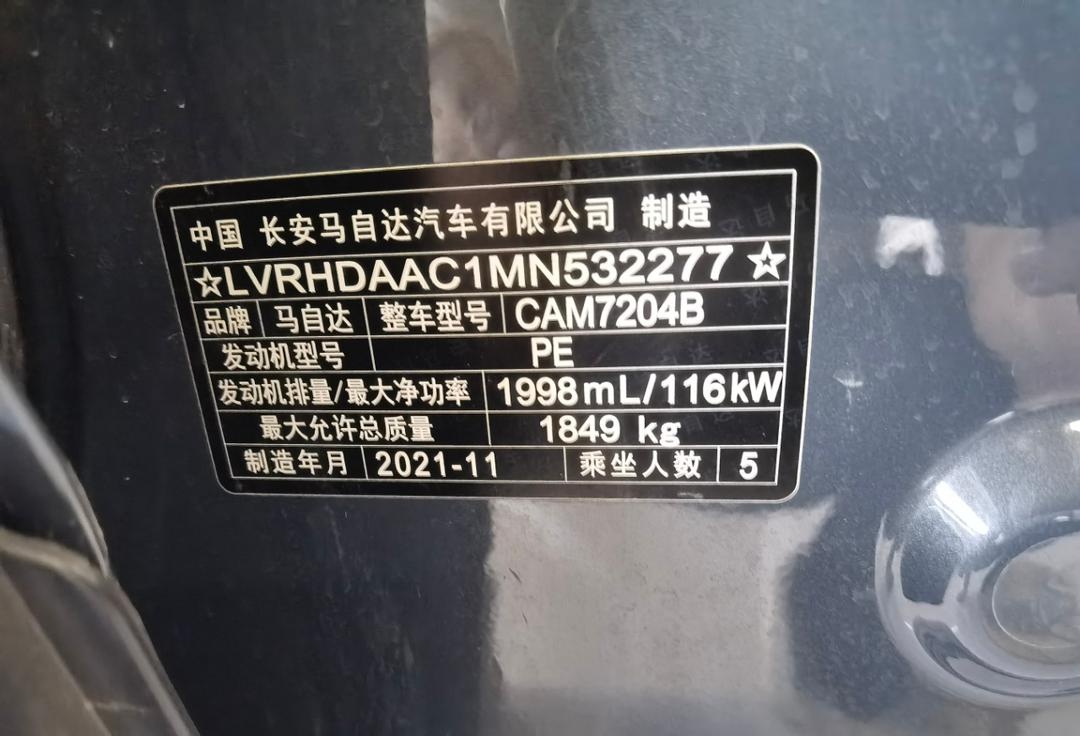 中国 长安马自达汽车有限公司 制造
☆LVRHDAAC1MN532277☆
品牌 马自达 整车型号 CAM7204B
发动机型号 PE
发动机排量/最大净功率 1998mL/116kW
最大允许总质量 1849 kg
制造年月 2021-11 乘坐人数 5